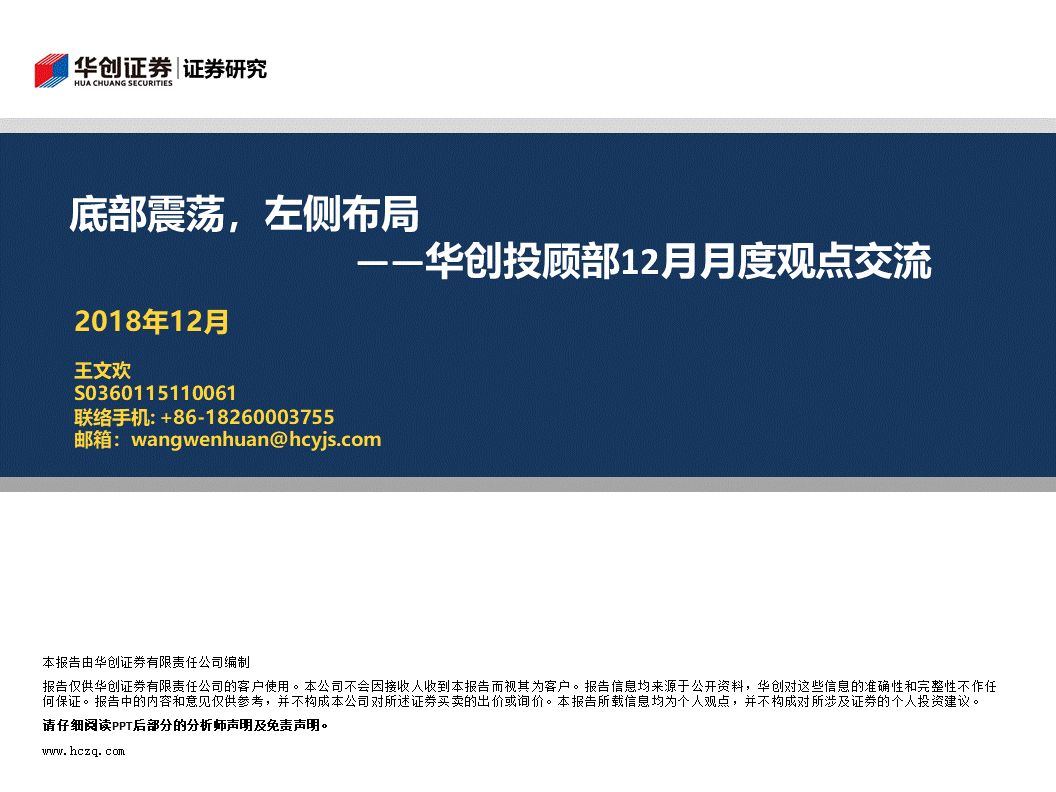 华创证券 证券研究
HUA CHUANG SECURITIES
底部震荡，左侧布局
——华创投顾部12月月度观点交流
2018年12月
王文欢
S0360115110061
联络手机: +86-18260003755
邮箱：wangwenhuan@hcyjs.com
本报告由华创证券有限责任公司编制
报告仅供华创证券有限责任公司的客户使用。本公司不会因接收人收到本报告而视其为客户。报告信息均来源于公开资料，华创对这些信息的准确性和完整性不作任
何保证。报告中的内容和意见仅供参考，并不构成本公司对所述证券买卖的出价或询价。本报告所载信息均为个人观点，并不构成对所涉及证券的个人投资建议。
请仔细阅读PPT后部分的分析师声明及免责声明。
www.hczq.com